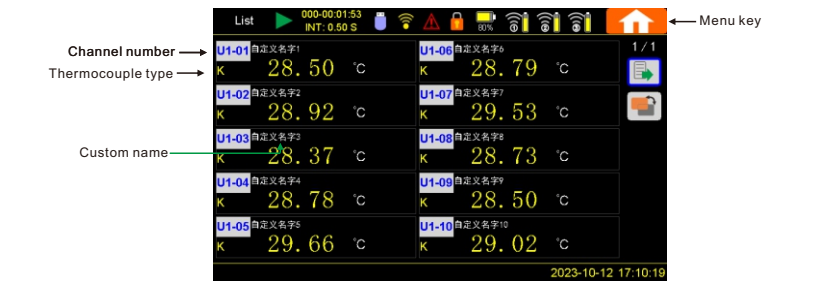 List
000-00:01:53
INT: 0.50 S
80%
① ② ③
Menu key
1 / 1
Channel number
Thermocouple type
Custom name
U1-01 自定义名字1
K 28.50 °C
U1-02 自定义名字2
K 28.92 °C
U1-03 自定义名字3
K 28.37 °C
U1-04 自定义名字4
K 28.78 °C
U1-05 自定义名字5
K 29.66 °C
U1-06 自定义名字6
K 28.79 °C
U1-07 自定义名字7
K 29.53 °C
U1-08 自定义名字8
K 28.73 °C
U1-09 自定义名字9
K 28.50 °C
U1-10 自定义名字10
K 29.02 °C
2023-10-12 17:10:19